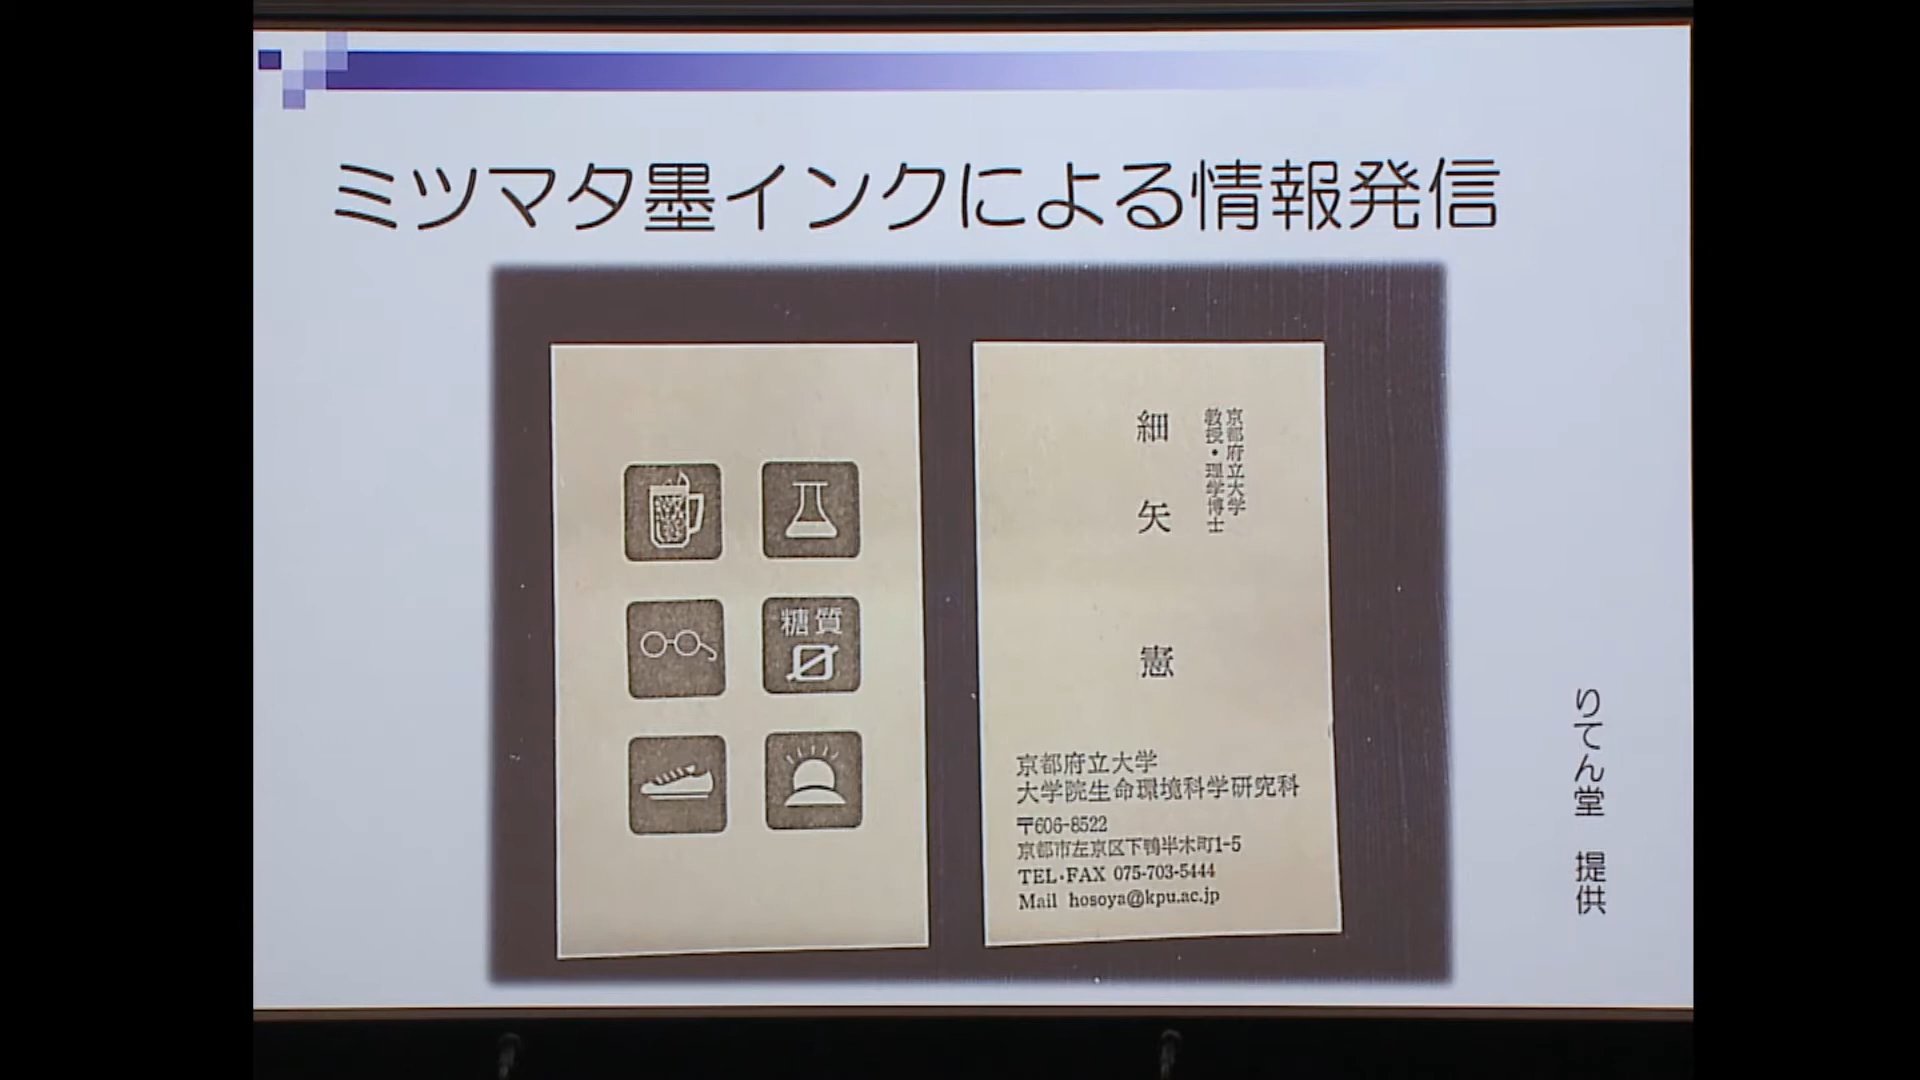 ミツマタ墨インクによる情報発信
糖質
京都府立大学
教授・理学博士
細矢 憲
京都府立大学
大学院生命環境科学研究科
〒606-8522
京都市左京区下鴨半木町1-5
TEL・FAX 075-703-5444
Mail hosoya@kpu.ac.jp
りてん堂 提供